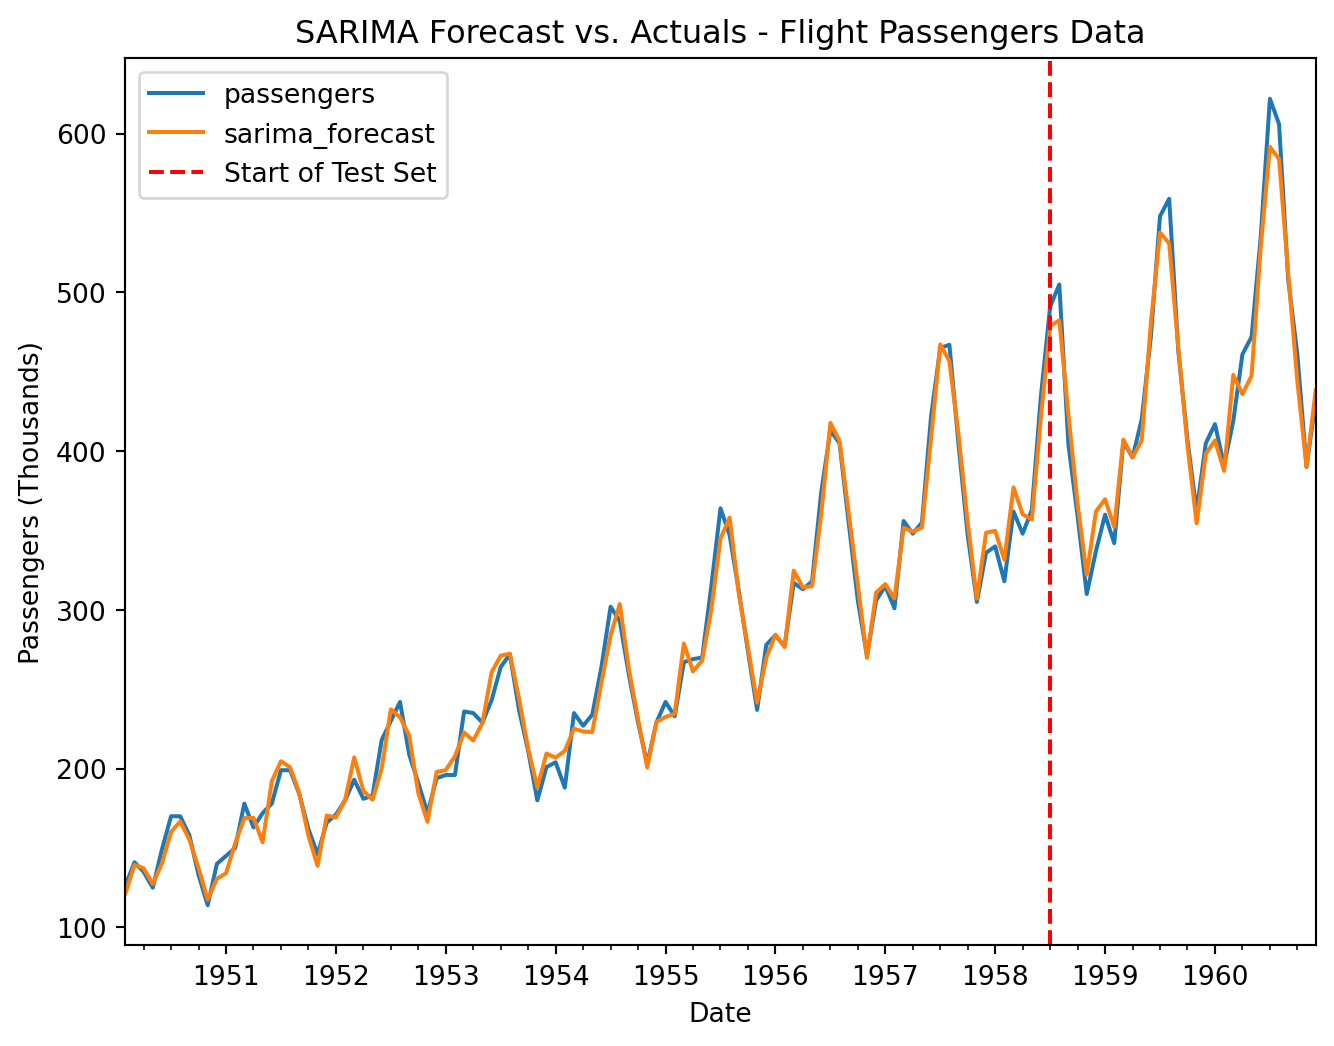 SARIMA Forecast vs. Actuals - Flight Passengers Data
passengers
sarima_forecast
Start of Test Set
Passengers (Thousands)
600
500
400
300
200
100
1951 1952 1953 1954 1955 1956 1957 1958 1959 1960
Date